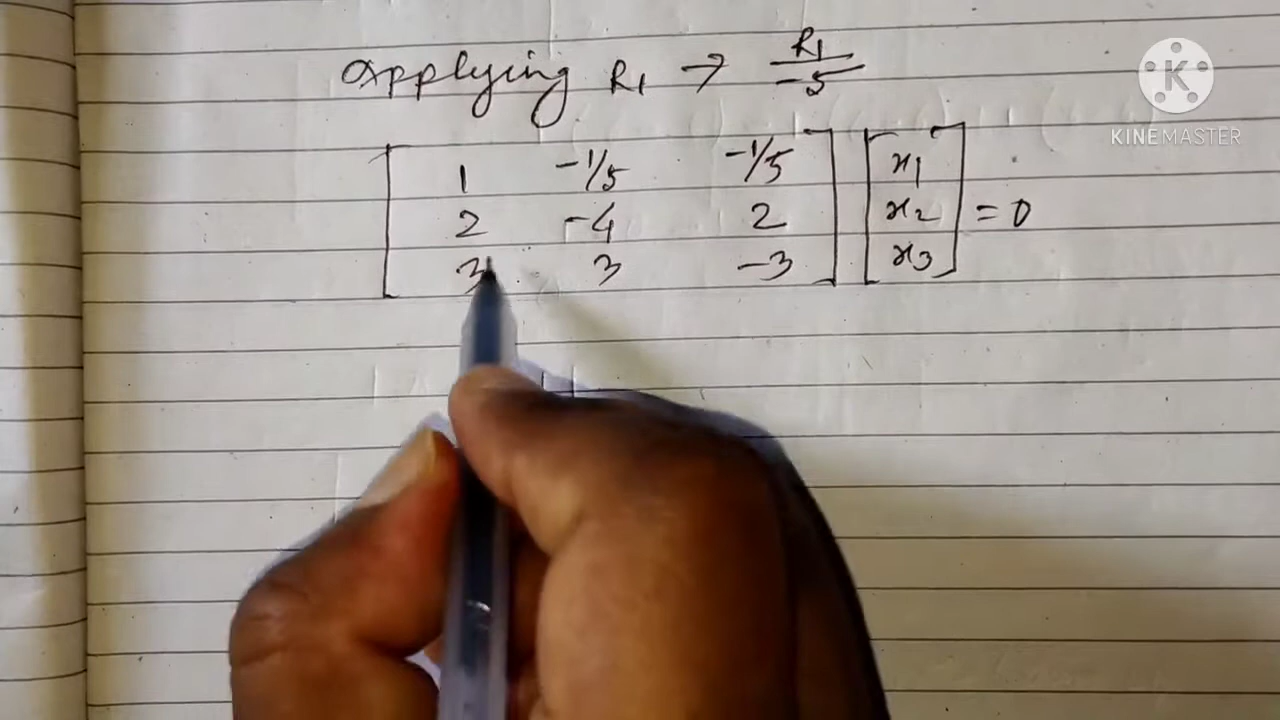 Applying R1 → R1/-5
1 -1/5 -1/5 x1
2 -4 2 x2 = 0
3 3 -3 x3
K
KINEMASTER